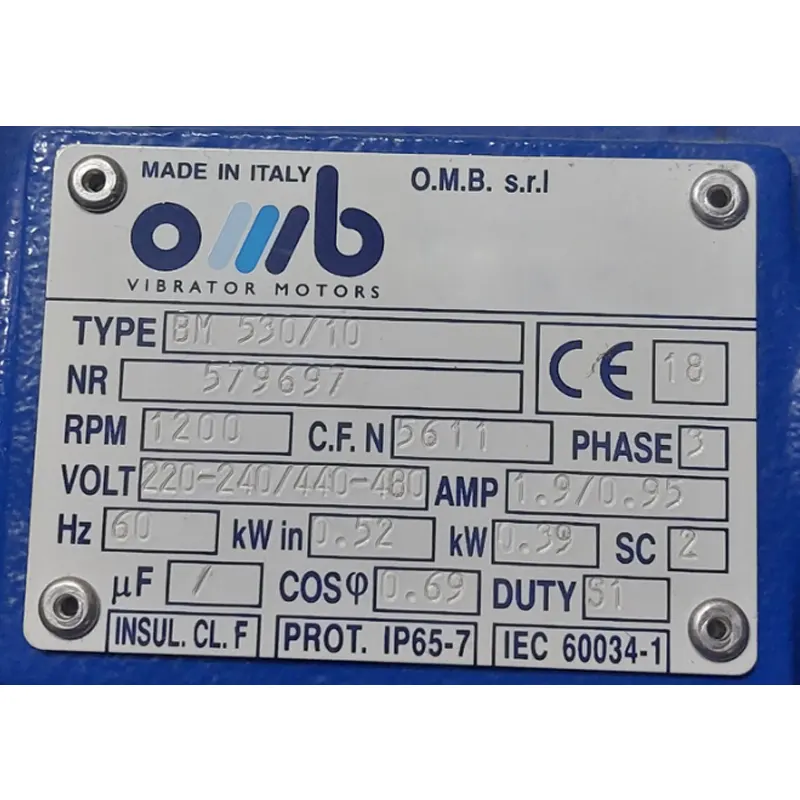 MADE IN ITALY O.M.B. s.r.l
omb
VIBRATOR MOTORS
TYPE BM 530/10
CE 18
NR 579697
RPM 1200 C.F. N 5611 PHASE 3
VOLT 220-240/440-480 AMP 1.9/0.95
Hz 60 kW in 0.52 kW 0.39 SC 2
µF / COSφ 0.69 DUTY S1
INSUL. CL. F PROT. IP65-7 IEC 60034-1